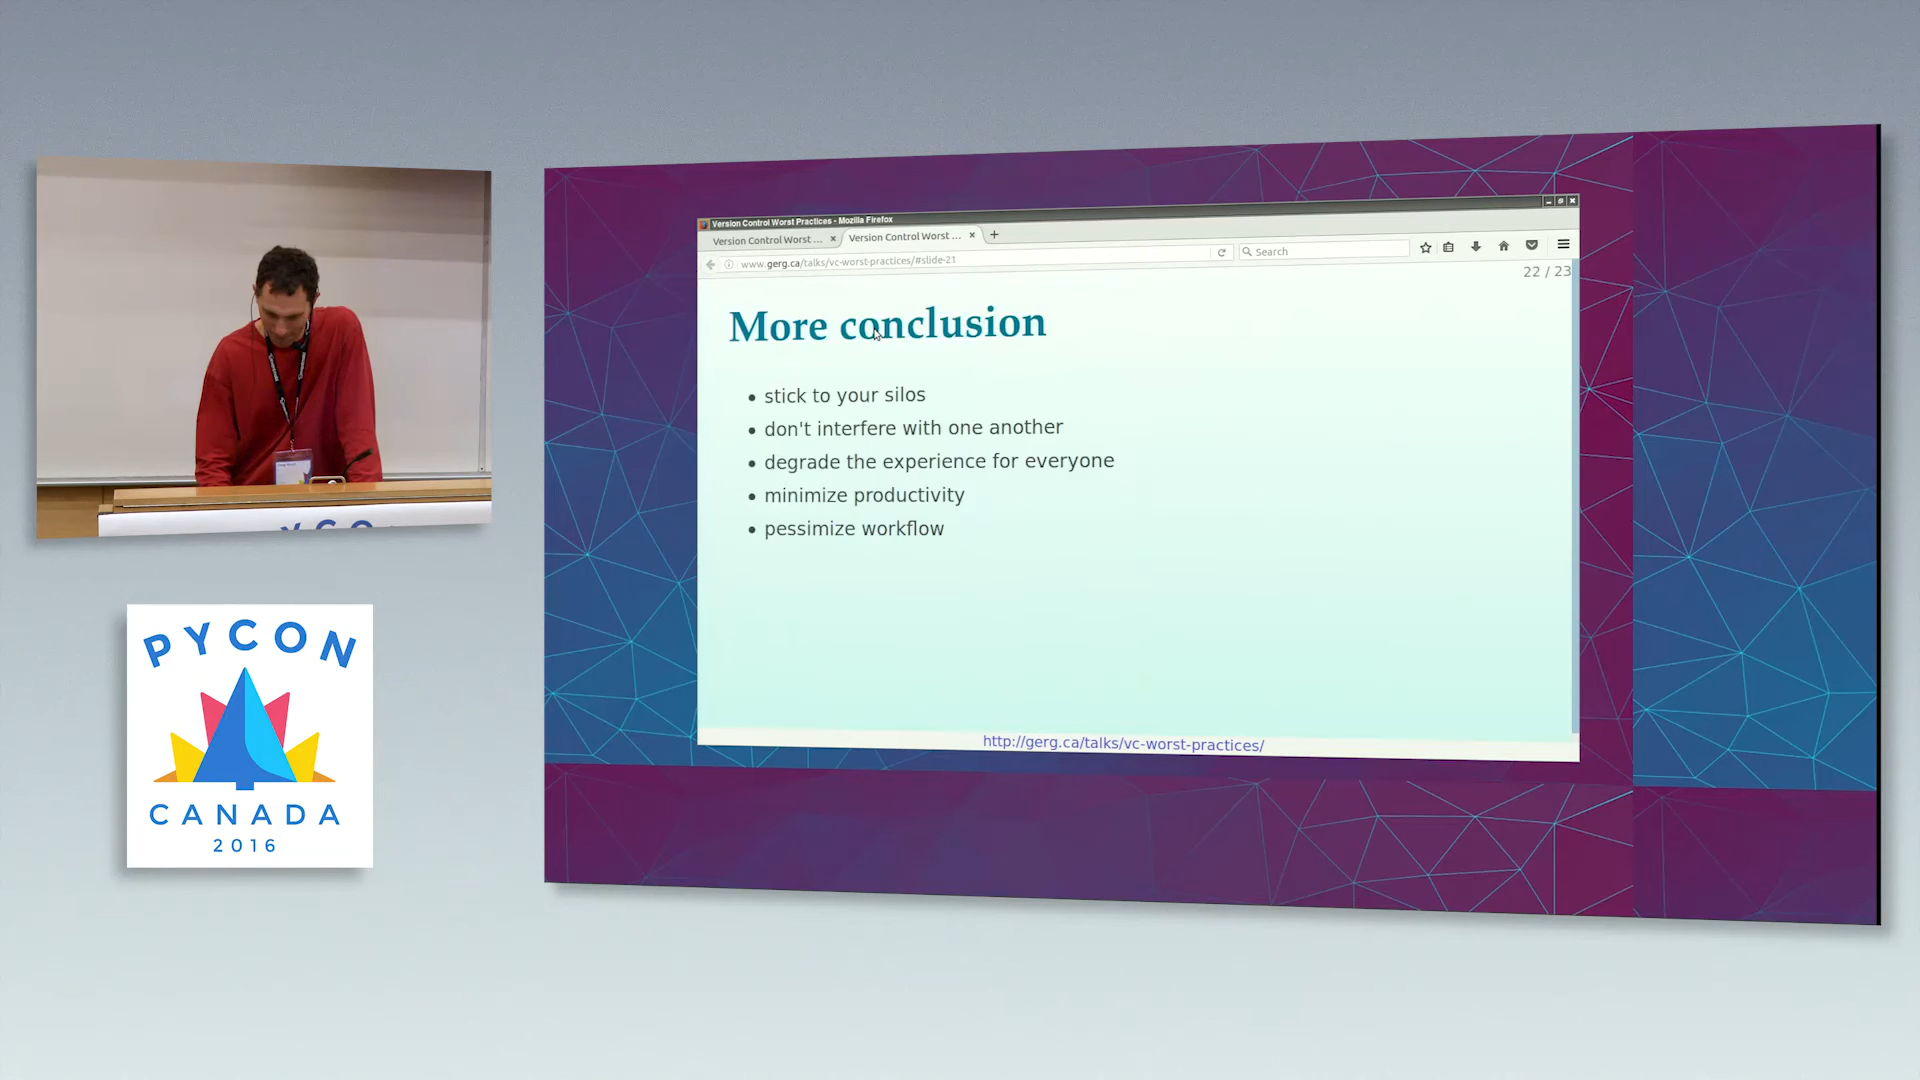 Version Control Worst Practices - Mozilla Firefox
Version Control Worst ...
Version Control Worst ...
www.gerg.ca/talks/vc-worst-practices/#slide-21
Search
22 / 23
More conclusion
• stick to your silos
• don't interfere with one another
• degrade the experience for everyone
• minimize productivity
• pessimize workflow
http://gerg.ca/talks/vc-worst-practices/
PYCON
PYCON
CANADA
2016